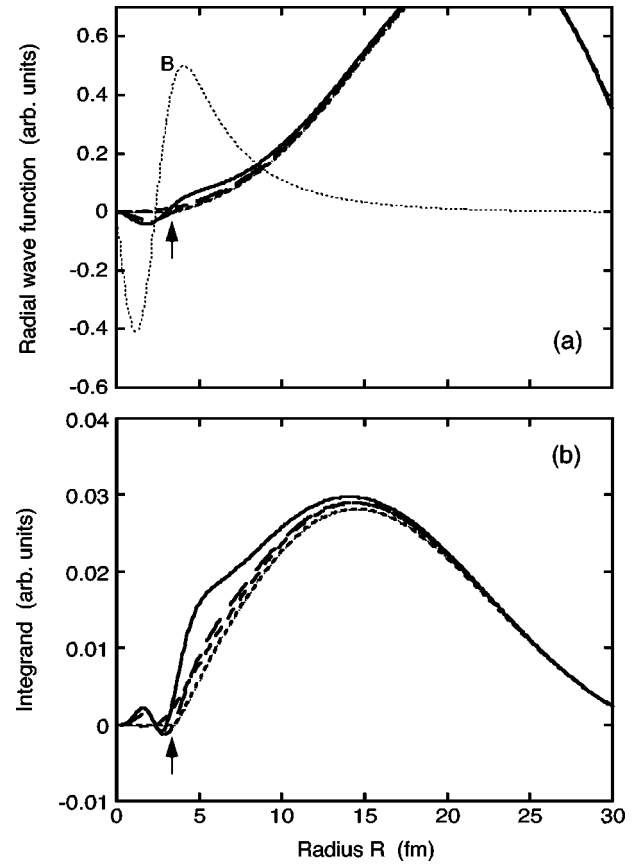 0.6
0.4
0.2
0
-0.2
-0.4
-0.6
Radial wave function (arb. units)
B
(a)
0.04
0.03
0.02
0.01
0
-0.01
Integrand (arb. units)
(b)
0 5 10 15 20 25 30
Radius R (fm)